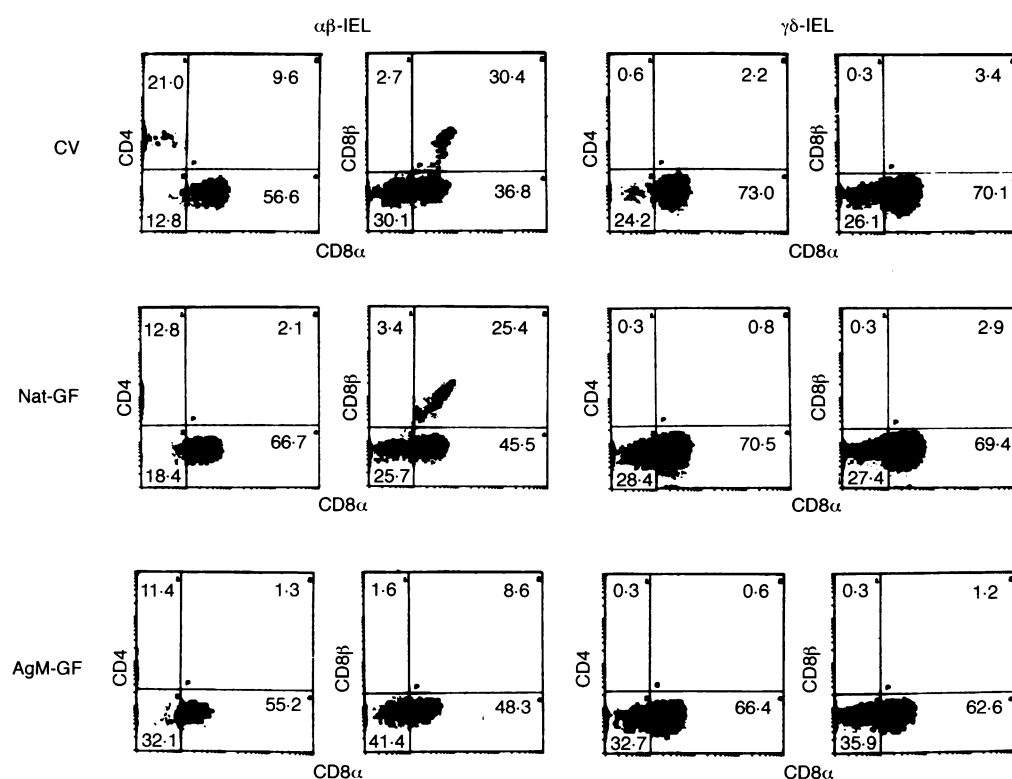 αβ-IEL γδ-IEL
CV
CD4 21·0 9·6 12·8 56·6
CD8β 2·7 30·4 30·1 36·8
CD4 0·6 2·2 24·2 73·0
CD8β 0·3 3·4 26·1 70·1
CD8α CD8α
Nat-GF
CD4 12·8 2·1 18·4 66·7
CD8β 3·4 25·4 25·7 45·5
CD4 0·3 0·8 28·4 70·5
CD8β 0·3 2·9 27·4 69·4
CD8α CD8α
AgM-GF
CD4 11·4 1·3 32·1 55·2
CD8β 1·6 8·6 41·4 48·3
CD4 0·3 0·6 32·7 66·4
CD8β 0·3 1·2 35·9 62·6
CD8α CD8α